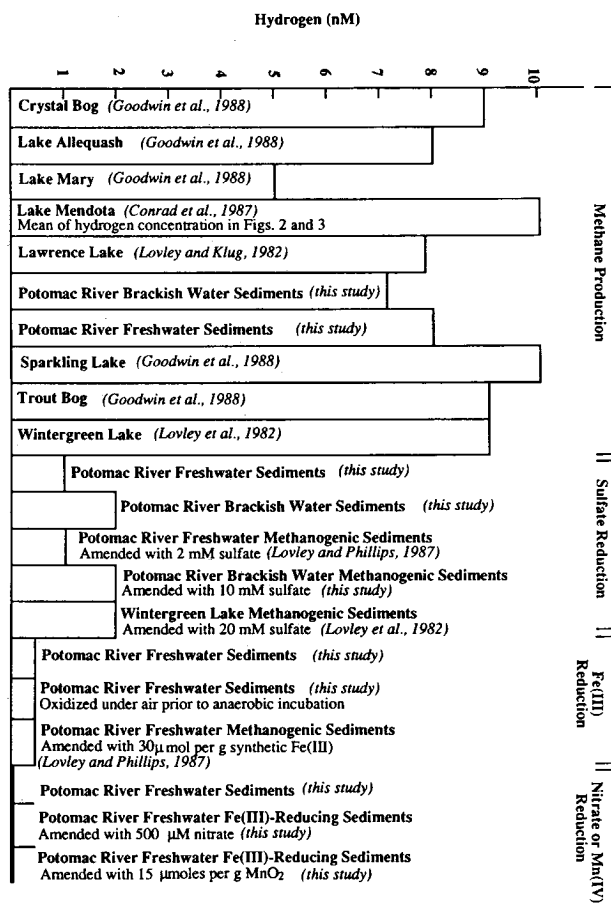 Hydrogen (nM)
1 2 3 4 5 6 7 8 9 10
Crystal Bog (Goodwin et al., 1988)
Lake Allequash (Goodwin et al., 1988)
Lake Mary (Goodwin et al., 1988)
Lake Mendota (Conrad et al., 1987)
Mean of hydrogen concentration in Figs. 2 and 3
Lawrence Lake (Lovley and Klug, 1982)
Potomac River Brackish Water Sediments (this study)
Potomac River Freshwater Sediments (this study)
Sparkling Lake (Goodwin et al., 1988)
Trout Bog (Goodwin et al., 1988)
Wintergreen Lake (Lovley et al., 1982)
Methane Production
Potomac River Freshwater Sediments (this study)
Potomac River Brackish Water Sediments (this study)
Potomac River Freshwater Methanogenic Sediments
Amended with 2 mM sulfate (Lovley and Phillips, 1987)
Potomac River Brackish Water Methanogenic Sediments
Amended with 10 mM sulfate (this study)
Wintergreen Lake Methanogenic Sediments
Amended with 20 mM sulfate (Lovley et al., 1982)
Sulfate Reduction
Potomac River Freshwater Sediments (this study)
Potomac River Freshwater Sediments (this study)
Oxidized under air prior to anaerobic incubation
Potomac River Freshwater Methanogenic Sediments
Amended with 30μ mol per g synthetic Fe(III)
(Lovley and Phillips, 1987)
Fe(III)
Reduction
Potomac River Freshwater Sediments (this study)
Potomac River Freshwater Fe(III)-Reducing Sediments
Amended with 500 μM nitrate (this study)
Potomac River Freshwater Fe(III)-Reducing Sediments
Amended with 15 μmoles per g MnO₂ (this study)
Nitrate or Mn(IV)
Reduction